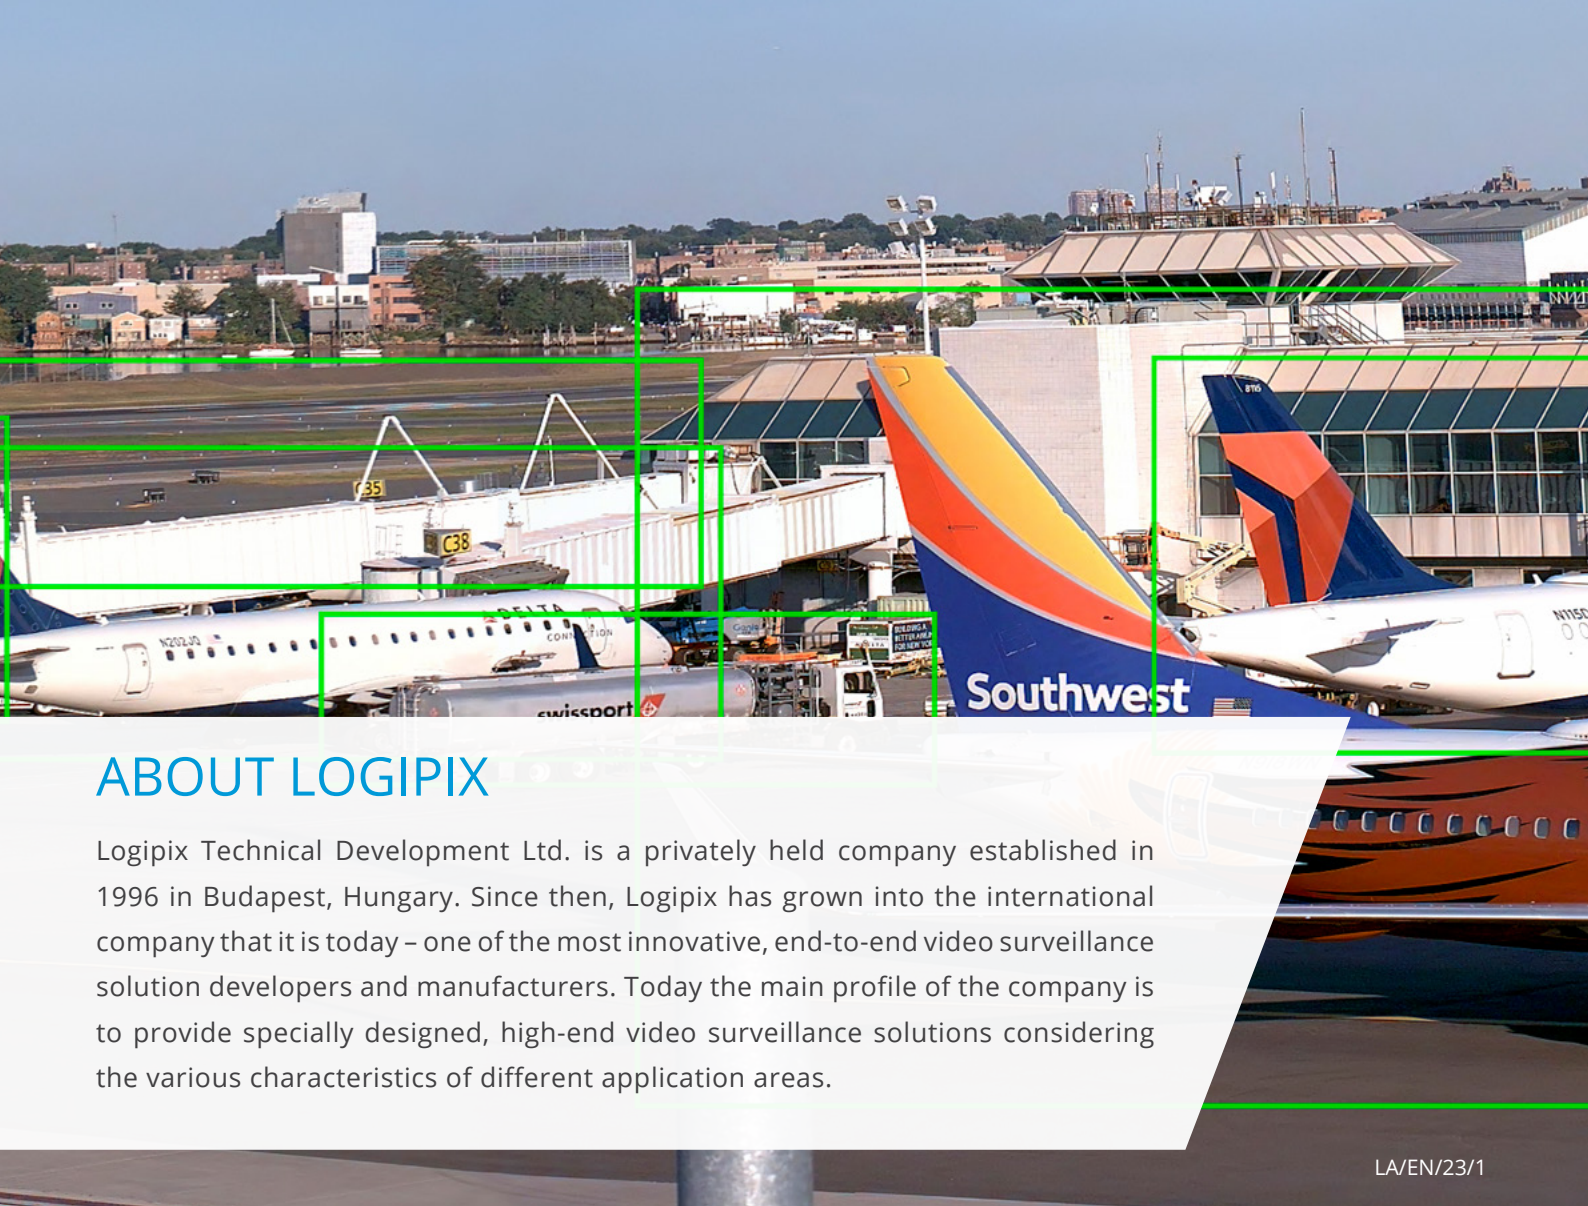 8115
C35
C38
DELTA
CONNECTION
N202JQ
swissport
Southwest
ABOUT LOGIPIX
Logipix Technical Development Ltd. is a privately held company established in
1996 in Budapest, Hungary. Since then, Logipix has grown into the international
company that it is today – one of the most innovative, end-to-end video surveillance
solution developers and manufacturers. Today the main profile of the company is
to provide specially designed, high-end video surveillance solutions considering
the various characteristics of different application areas.
LA/EN/23/1